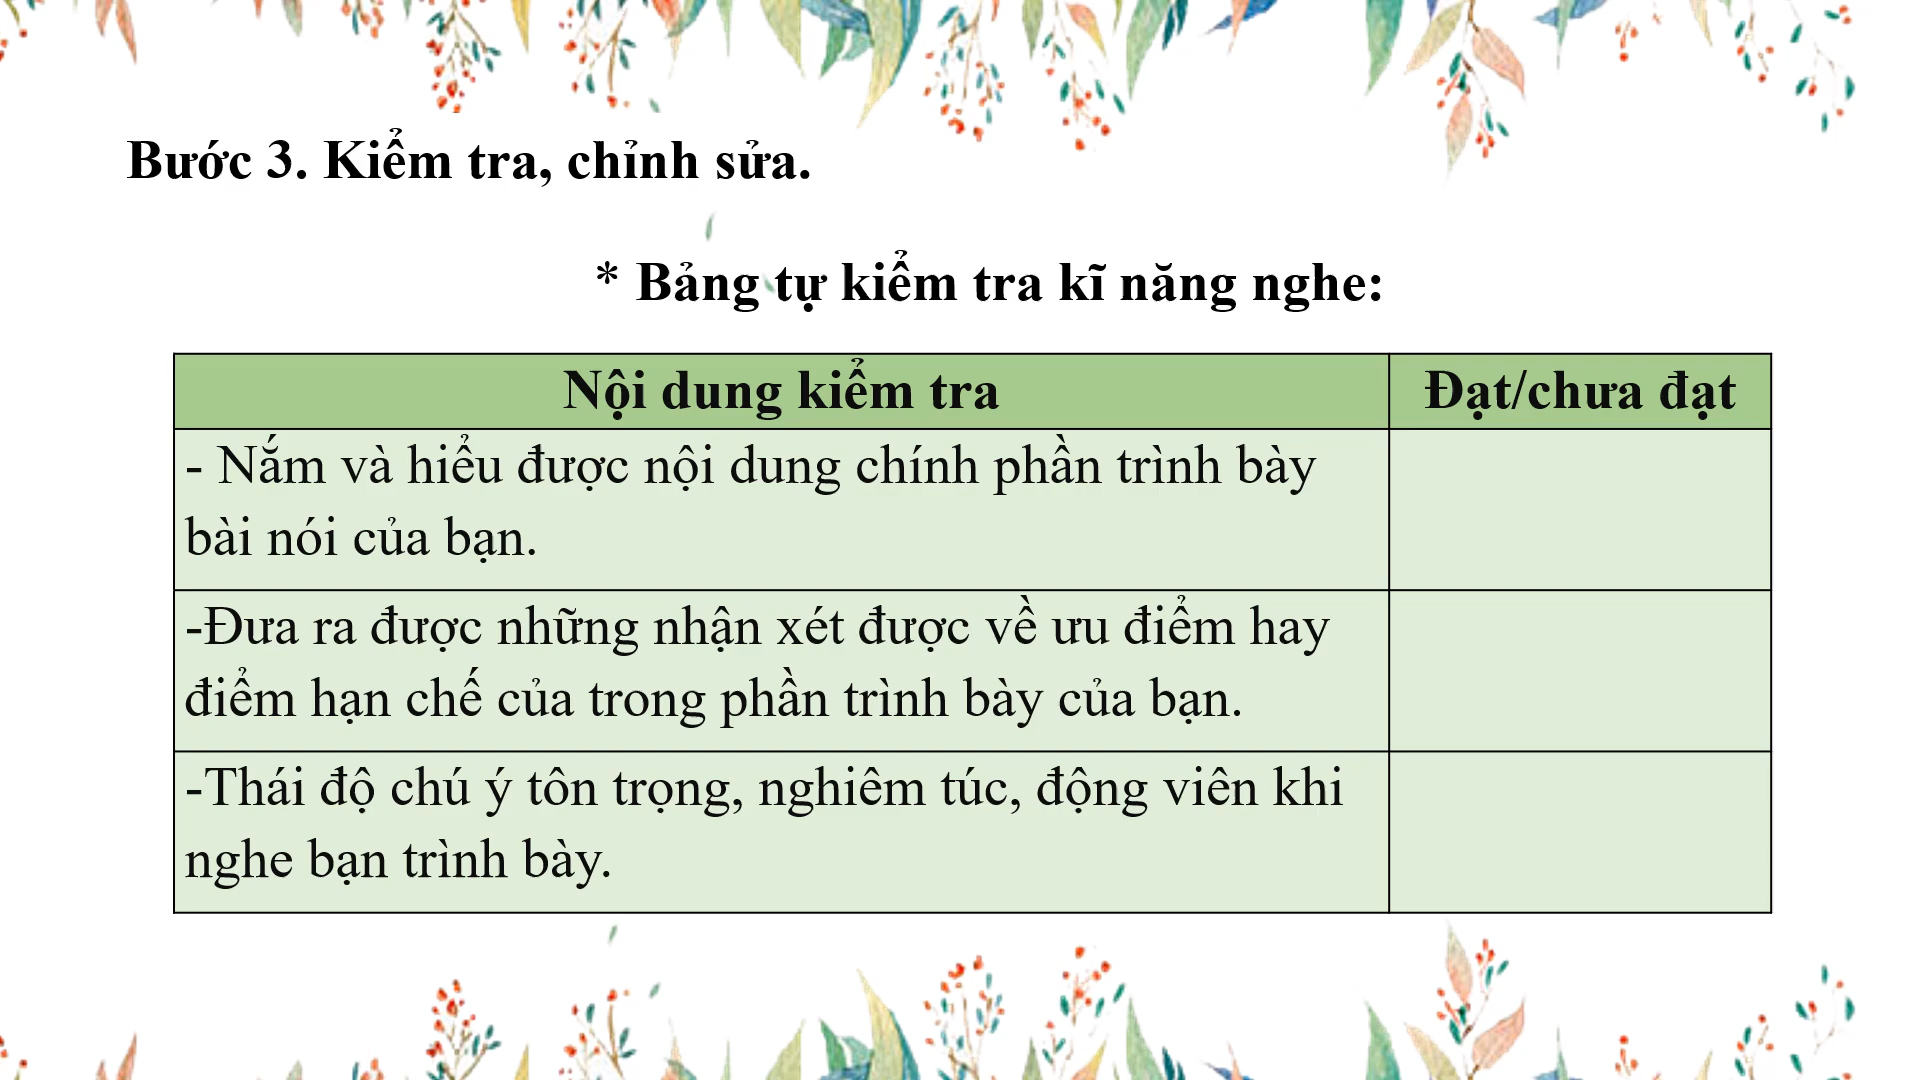 Bước 3. Kiểm tra, chỉnh sửa.
* Bảng tự kiểm tra kĩ năng nghe:
Nội dung kiểm tra
Đạt/chưa đạt
- Nắm và hiểu được nội dung chính phần trình bày
bài nói của bạn.
-Đưa ra được những nhận xét được về ưu điểm hay
điểm hạn chế của trong phần trình bày của bạn.
-Thái độ chú ý tôn trọng, nghiêm túc, động viên khi
nghe bạn trình bày.